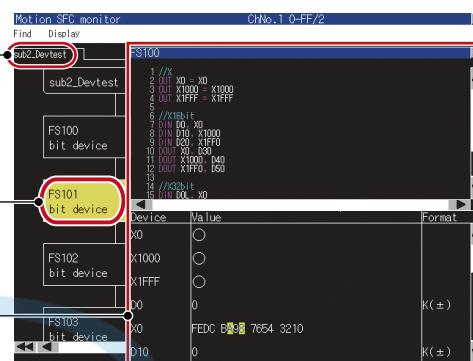 Motion SFC monitor ChNo.1 0-FF/2
Find Display
sub2_Devtest
sub2_Devtest
FS100
bit device
FS101
bit device
FS102
bit device
FS103
bit device
FS100
1 //X
2 OUT X0 = X0
3 OUT X1000 = X1000
4 OUT X1FFF = X1FFF
5
6 //X16bit
7 DIN D0, X0
8 DIN D10, X1000
9 DIN D20, X1FF0
10 DOUT X0, D30
11 DOUT X1000, D40
12 DOUT X1FF0, D50
13
14 //X32bit
15 DIN D0L, X0
Device Value Format
X0
X1000
X1FFF
D0 0 K(±)
X0 FEDC BA98 7654 3210
D10 0 K(±)